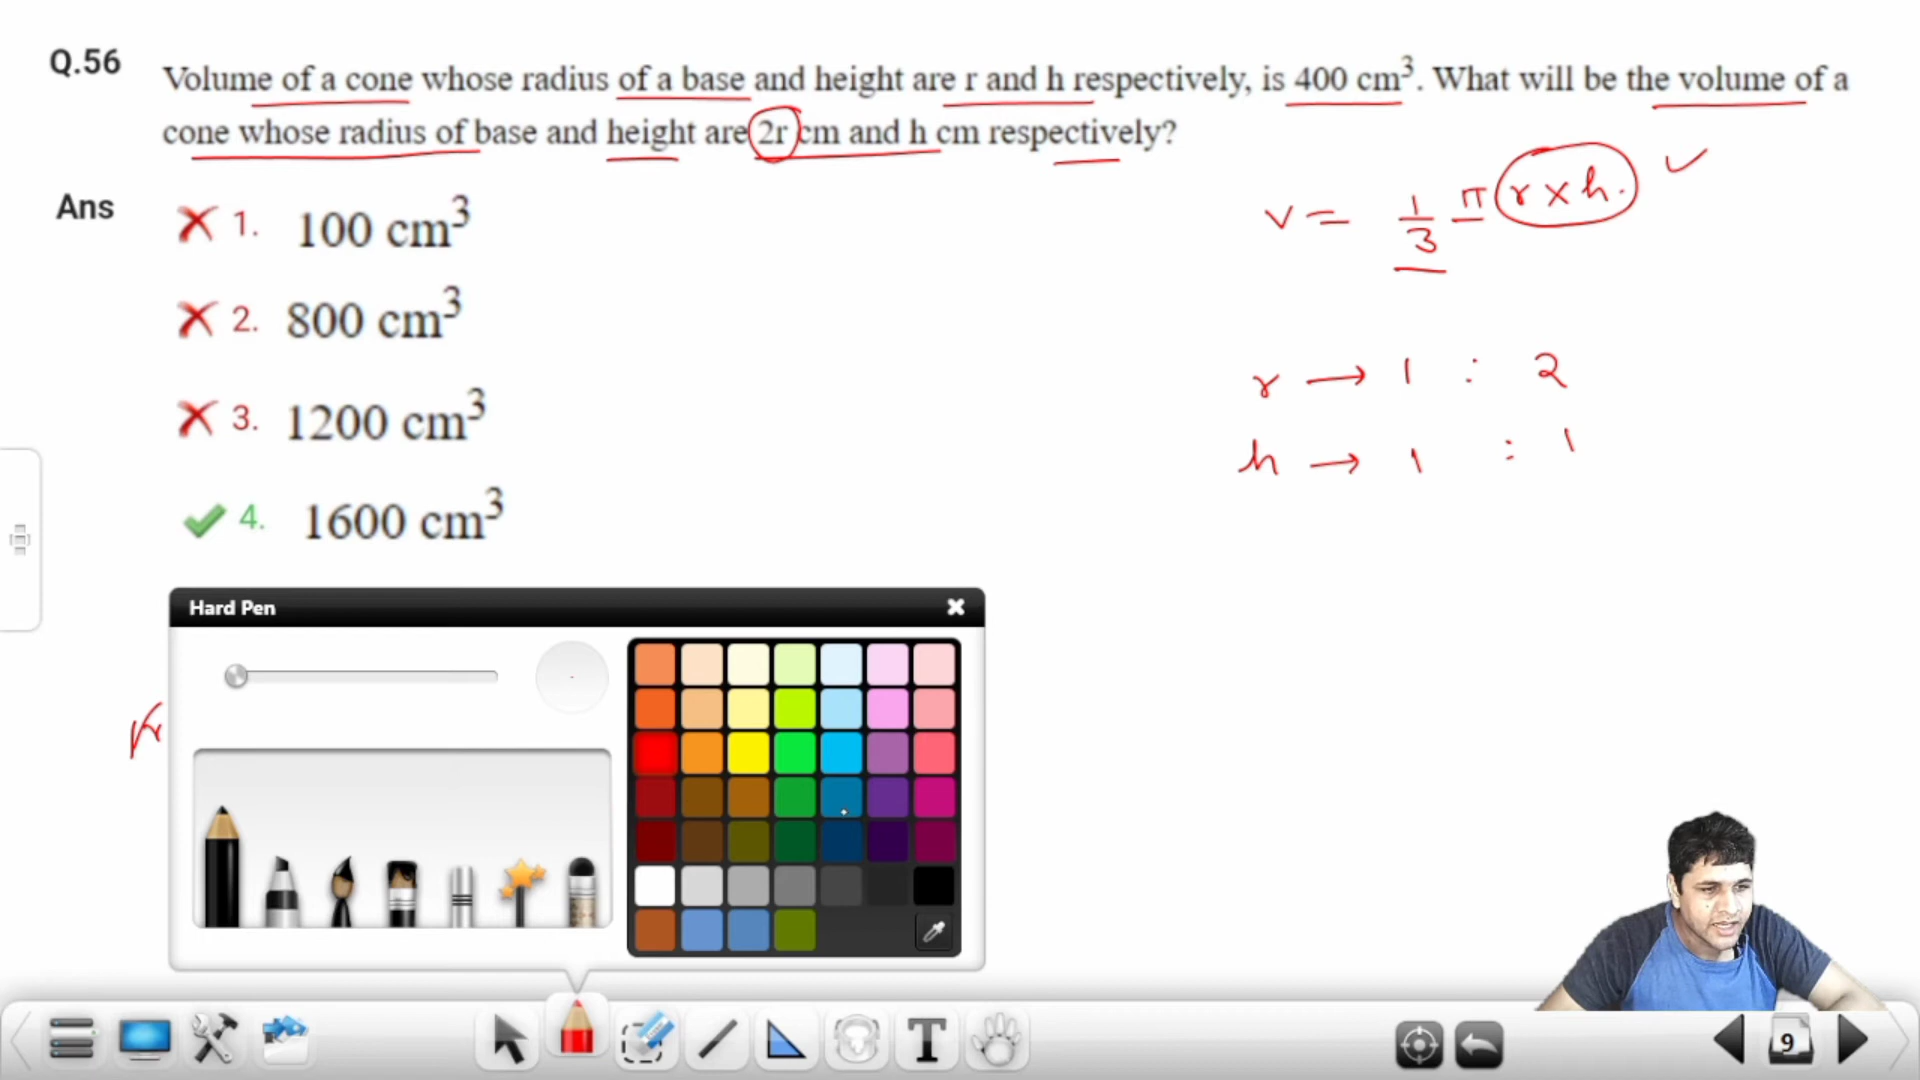 Q.56
Volume of a cone whose radius of a base and height are r and h respectively, is 400 cm³. What will be the volume of a
cone whose radius of base and height are 2r cm and h cm respectively?
Ans
1. 100 cm³
2. 800 cm³
3. 1200 cm³
4. 1600 cm³
v = 1/3 π r × h.
r → 1 : 2
h → 1 : 1
Hard Pen
T
9